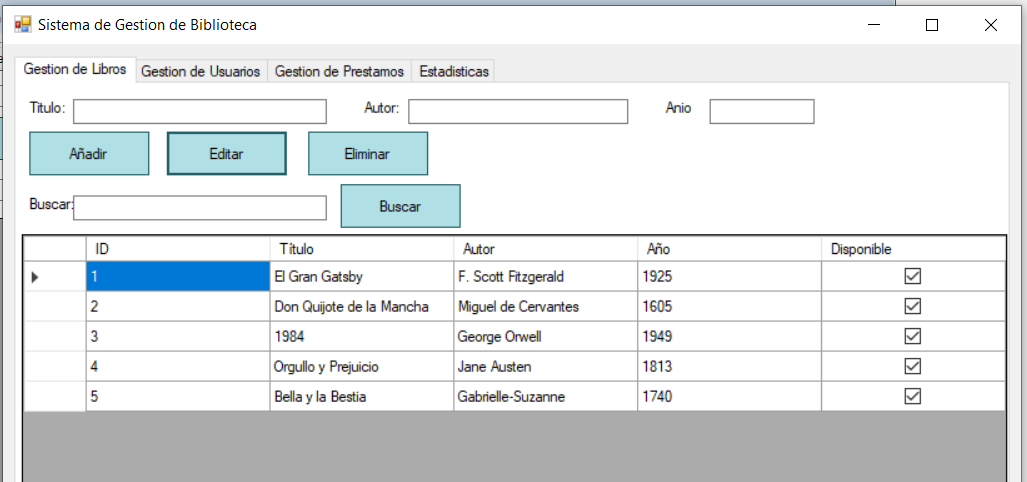 Sistema de Gestion de Biblioteca
Gestion de Libros Gestion de Usuarios Gestion de Prestamos Estadisticas
Titulo: Autor: Anio
Añadir Editar Eliminar
Buscar: Buscar
ID Título Autor Año Disponible
1 El Gran Gatsby F. Scott Fitzgerald 1925
2 Don Quijote de la Mancha Miguel de Cervantes 1605
3 1984 George Orwell 1949
4 Orgullo y Prejuicio Jane Austen 1813
5 Bella y la Bestia Gabrielle-Suzanne 1740